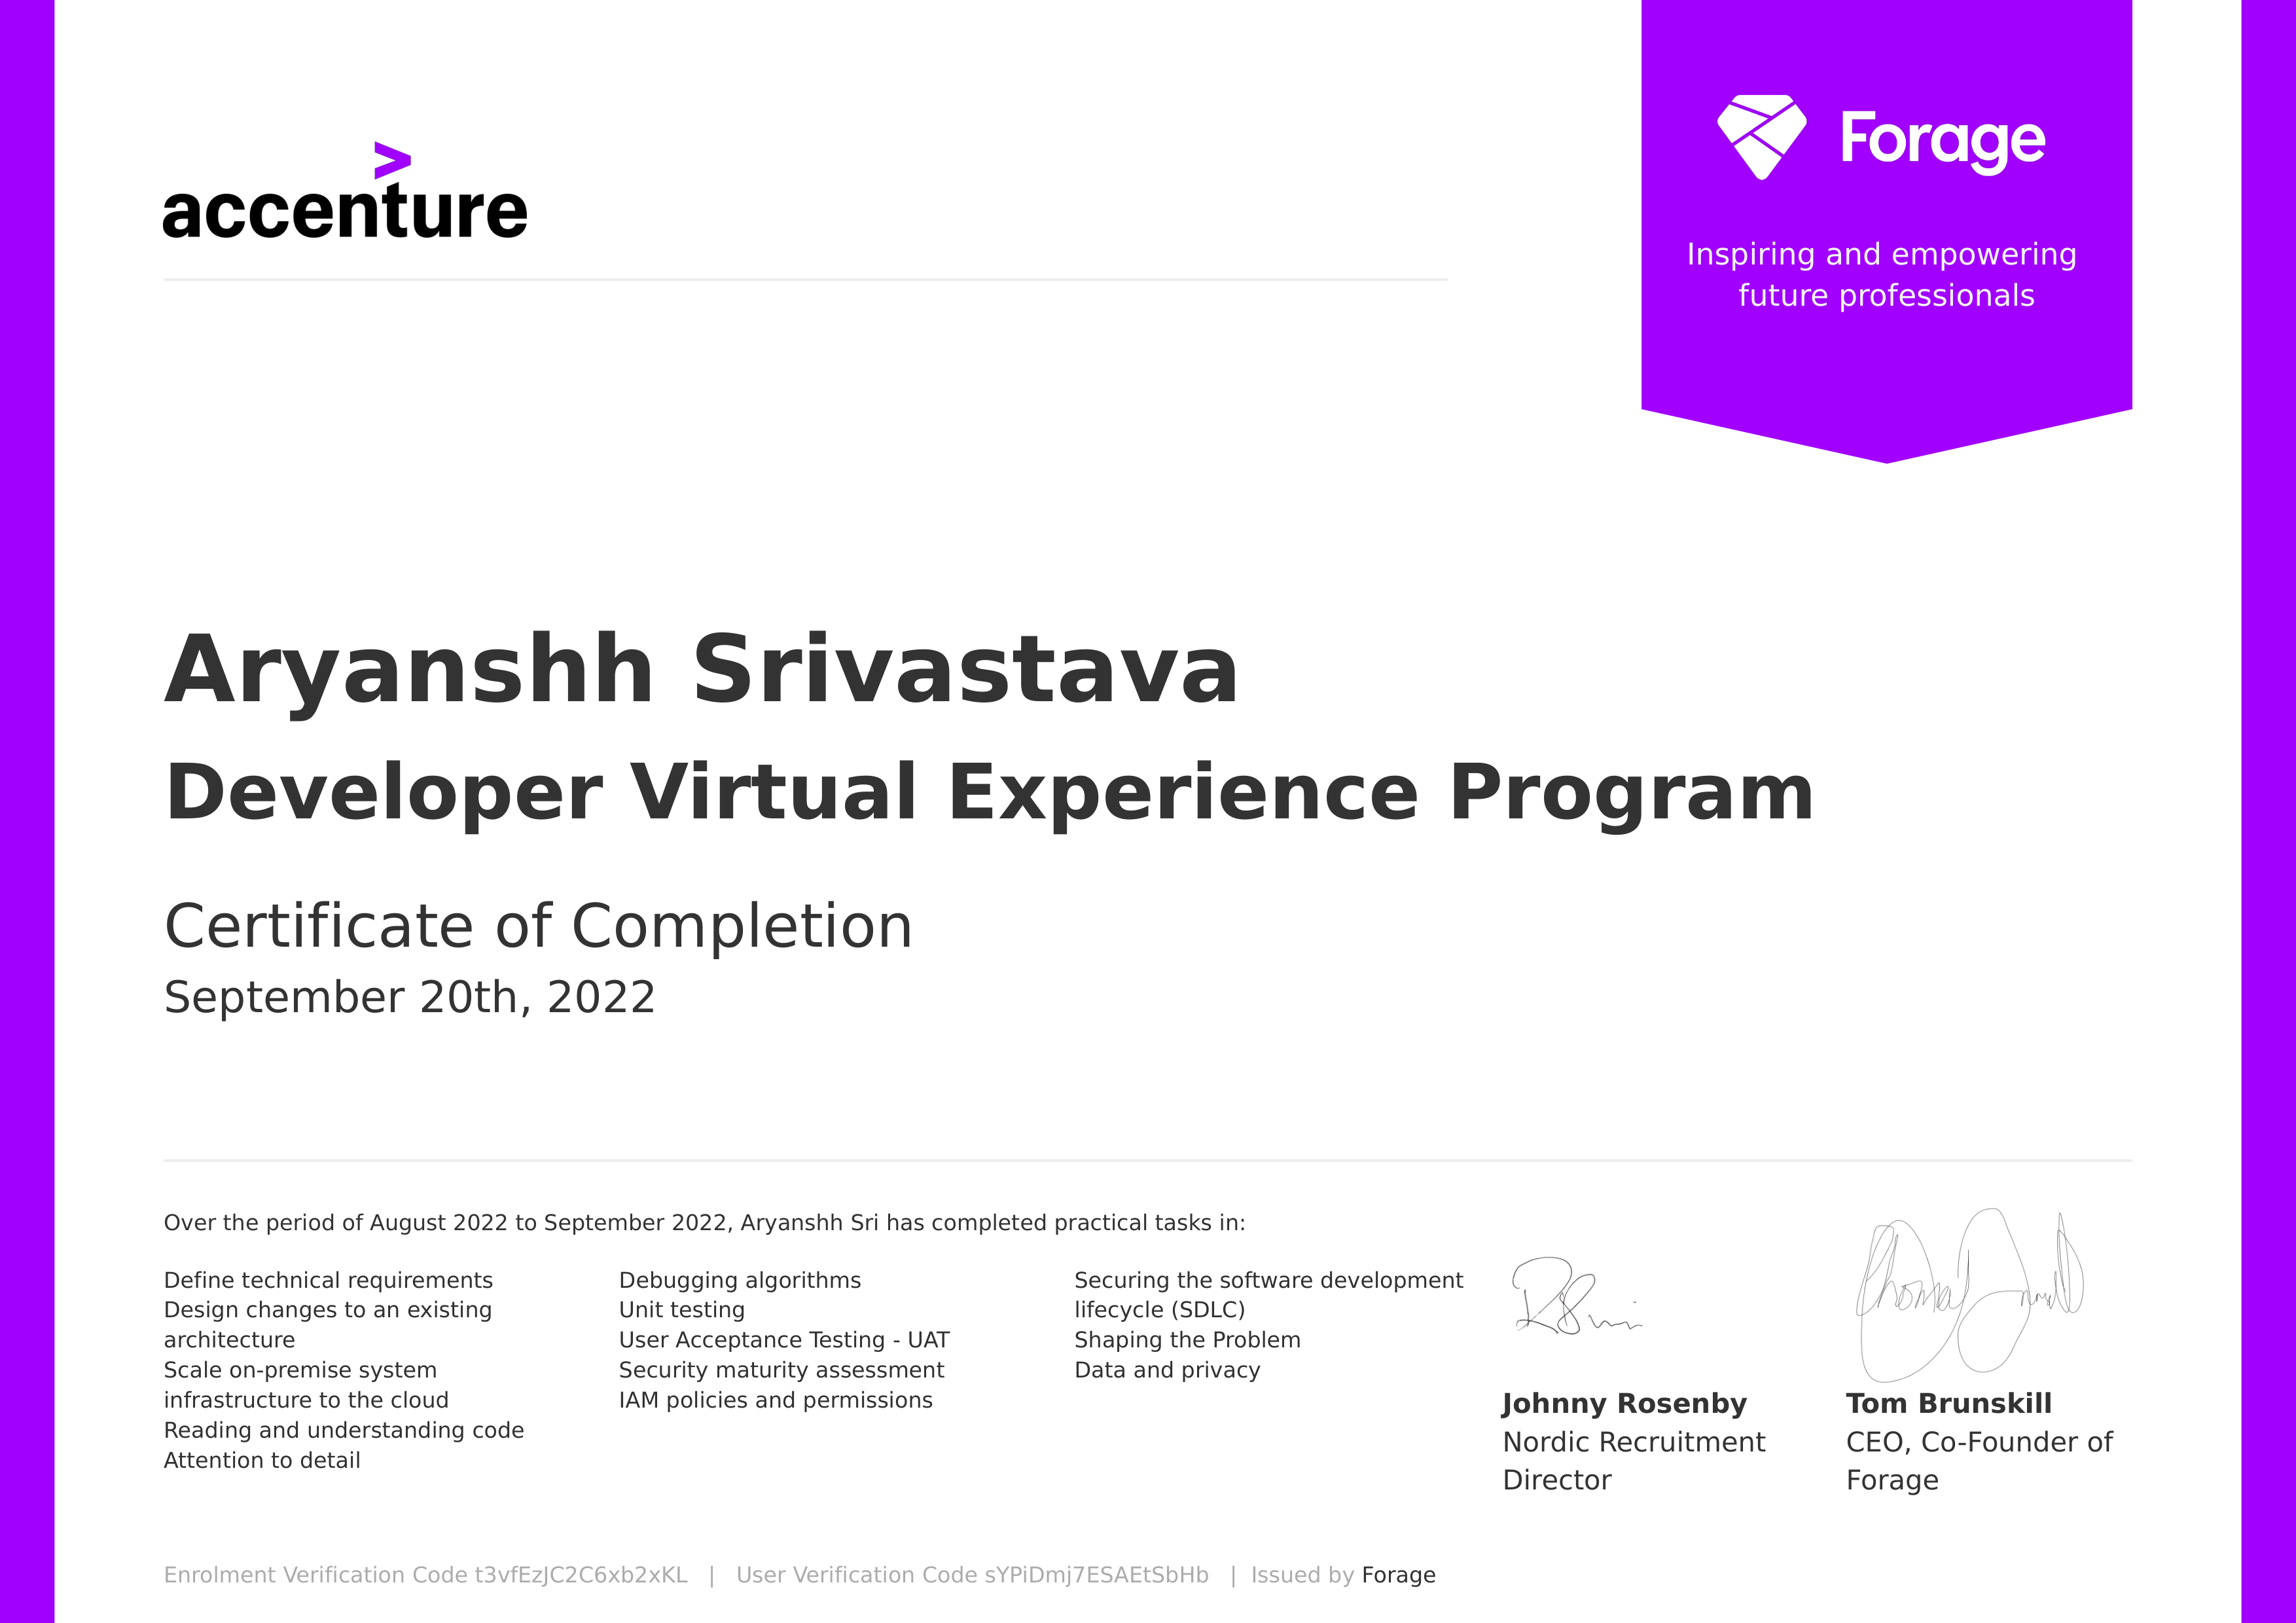 accenture
Forage
Inspiring and empowering
future professionals
Aryanshh Srivastava
Developer Virtual Experience Program
Certificate of Completion
September 20th, 2022
Over the period of August 2022 to September 2022, Aryanshh Sri has completed practical tasks in:
Define technical requirements
Design changes to an existing
architecture
Scale on-premise system
infrastructure to the cloud
Reading and understanding code
Attention to detail
Debugging algorithms
Unit testing
User Acceptance Testing - UAT
Security maturity assessment
IAM policies and permissions
Securing the software development
lifecycle (SDLC)
Shaping the Problem
Data and privacy
Johnny Rosenby
Nordic Recruitment
Director
Tom Brunskill
CEO, Co-Founder of
Forage
Enrolment Verification Code t3vfEzJC2C6xb2xKL | User Verification Code sYPiDmj7ESAEtSbHb | Issued by Forage